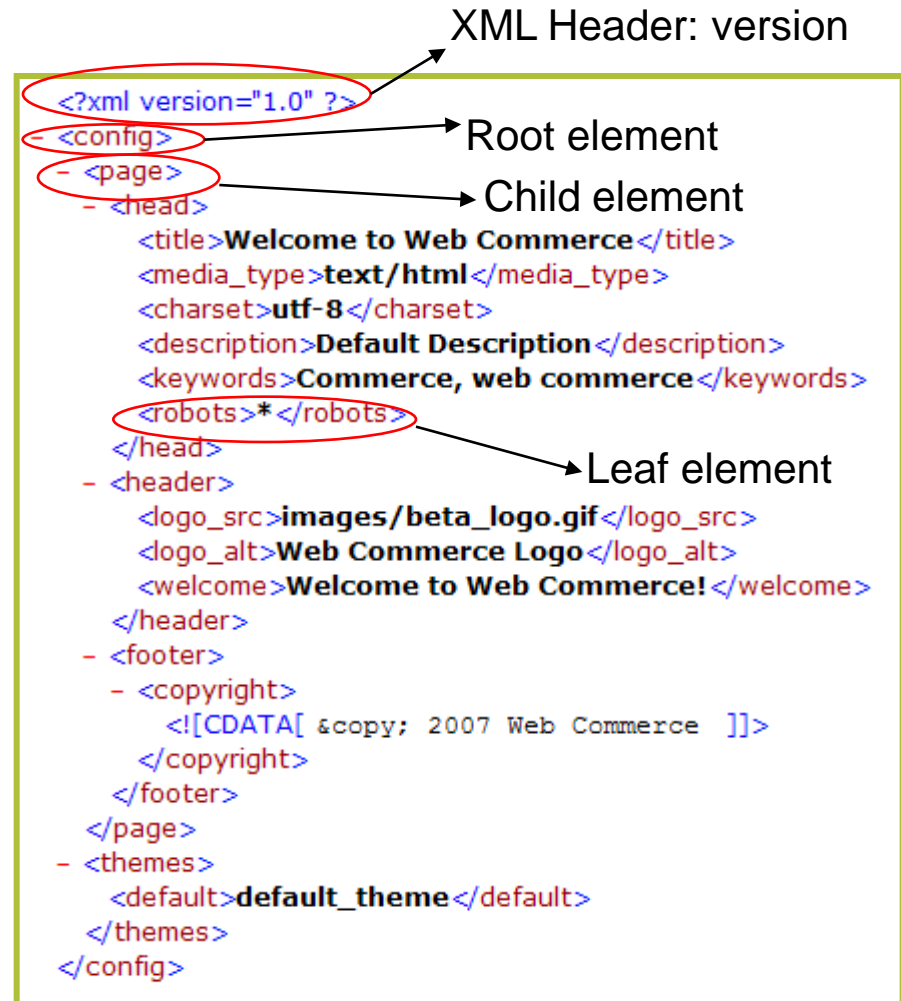 XML Header: version
<?xml version="1.0" ?>
- <config>
Root element
- <page>
Child element
- <head>
<title>Welcome to Web Commerce</title>
<media_type>text/html</media_type>
<charset>utf-8</charset>
<description>Default Description</description>
<keywords>Commerce, web commerce</keywords>
<robots>*</robots>
</head>
Leaf element
- <header>
<logo_src>images/beta_logo.gif</logo_src>
<logo_alt>Web Commerce Logo</logo_alt>
<welcome>Welcome to Web Commerce!</welcome>
</header>
- <footer>
- <copyright>
<![CDATA[ &copy; 2007 Web Commerce  ]]>
</copyright>
</footer>
</page>
- <themes>
<default>default_theme</default>
</themes>
</config>